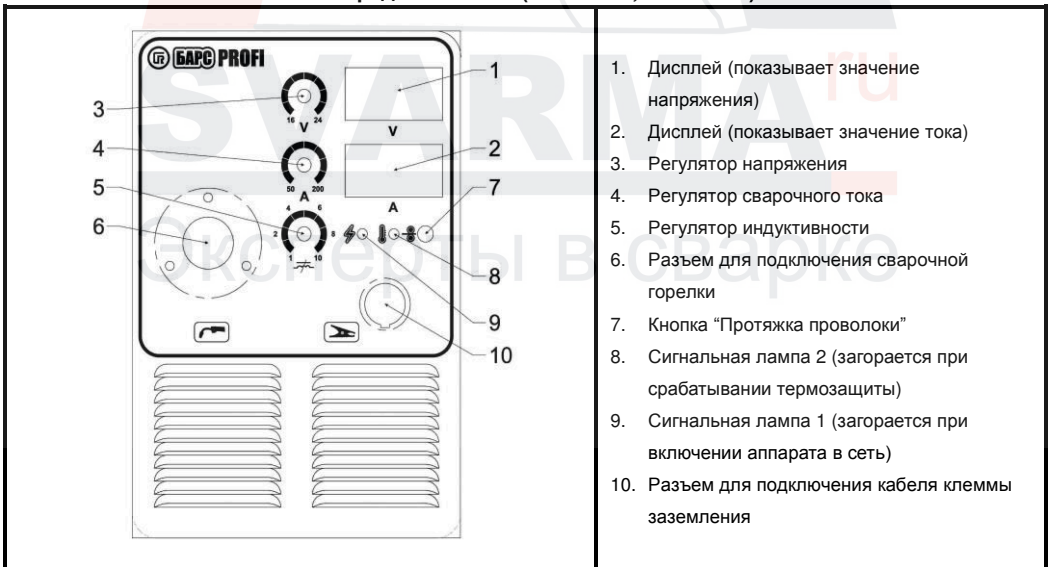 SVARMA
ru
Эксперты в сварке
UR БАРС PROFI
1
3
16 24
V
V
4
2
50 200
A
A
5
7
4 6
2 8
1 10
6
8
9
10
1. Дисплей (показывает значение
напряжения)
2. Дисплей (показывает значение тока)
3. Регулятор напряжения
4. Регулятор сварочного тока
5. Регулятор индуктивности
6. Разъем для подключения сварочной
горелки
7. Кнопка “Протяжка проволоки”
8. Сигнальная лампа 2 (загорается при
срабатывании термозащиты)
9. Сигнальная лампа 1 (загорается при
включении аппарата в сеть)
10. Разъем для подключения кабеля клеммы
заземления